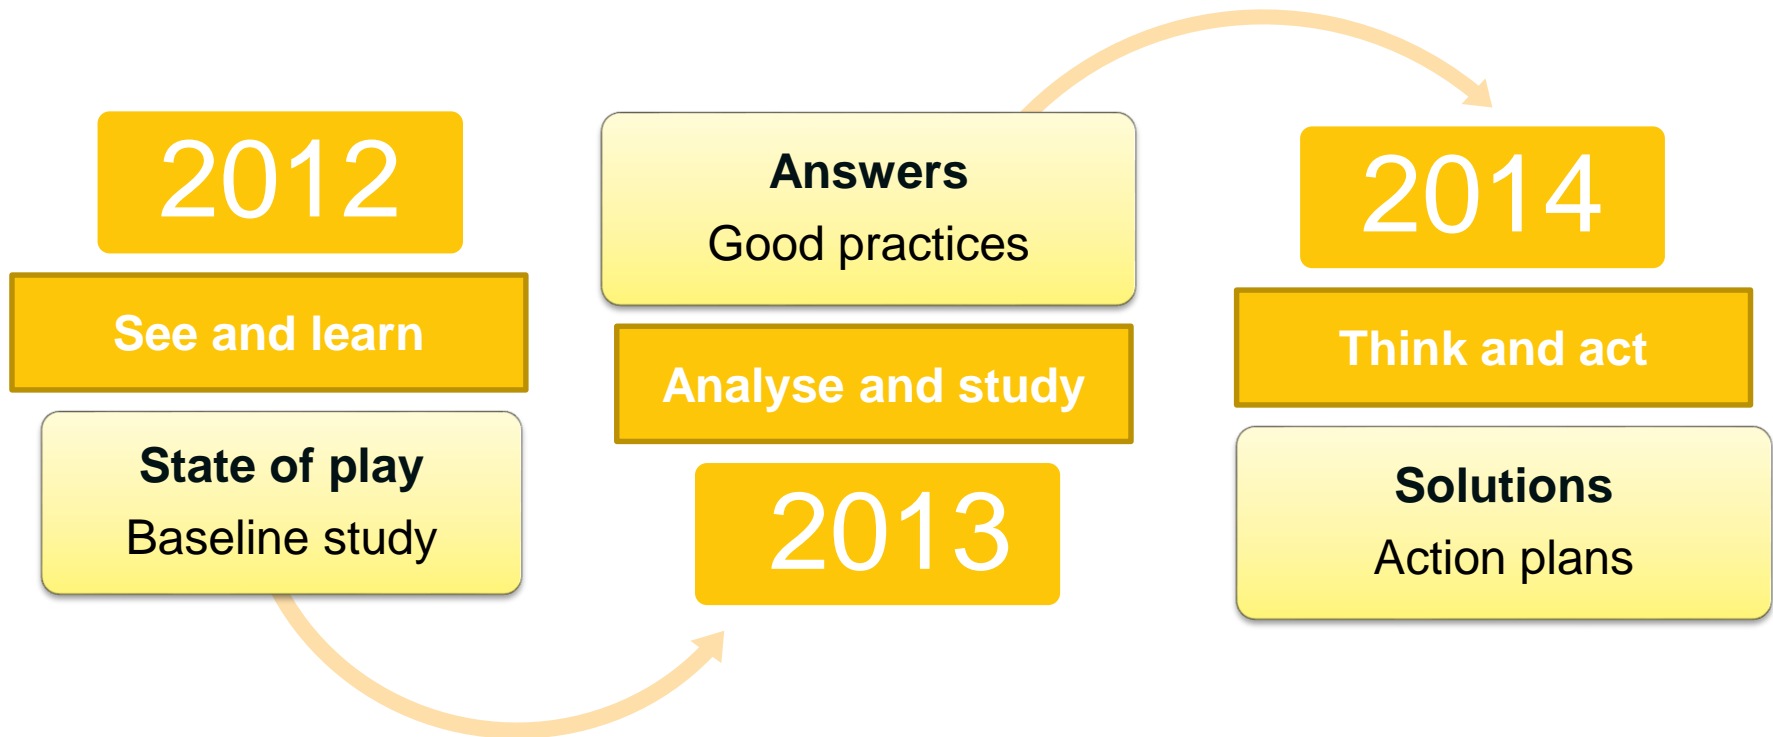 2012
See and learn
State of play
Baseline study
Answers
Good practices
Analyse and study
2013
2014
Think and act
Solutions
Action plans